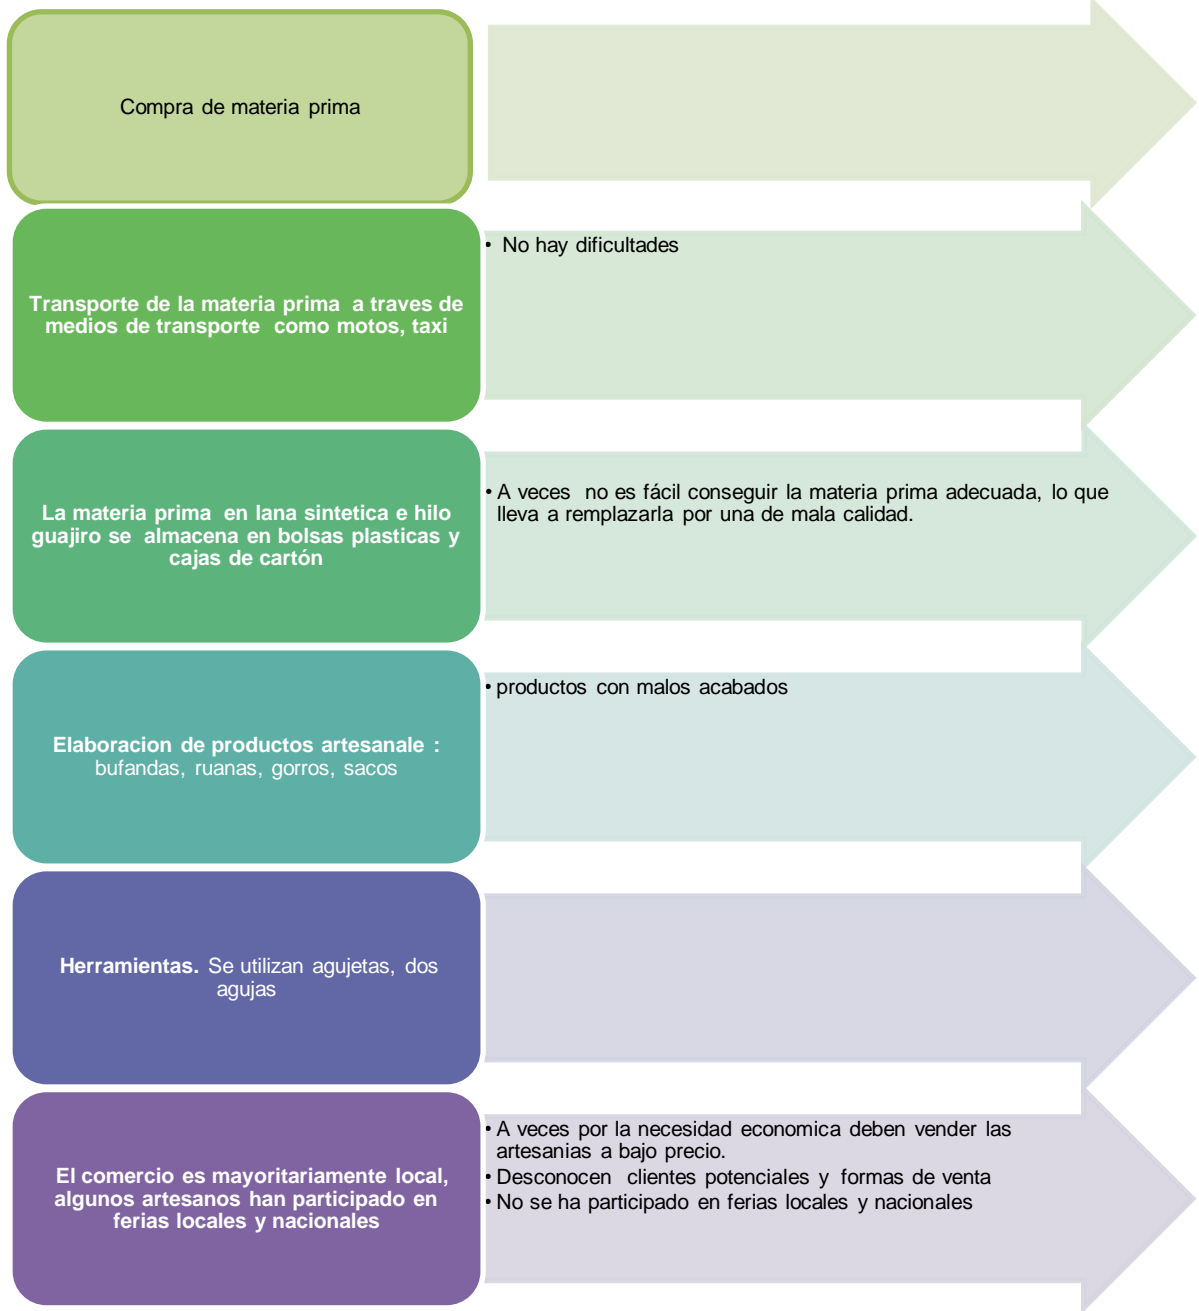 Compra de materia prima
• No hay dificultades
Transporte de la materia prima a traves de
medios de transporte como motos, taxi
• A veces no es fácil conseguir la materia prima adecuada, lo que
lleva a remplazarla por una de mala calidad.
La materia prima en lana sintetica e hilo
guajiro se almacena en bolsas plasticas y
cajas de cartón
• productos con malos acabados
Elaboracion de productos artesanale :
bufandas, ruanas, gorros, sacos
Herramientas. Se utilizan agujetas, dos
agujas
El comercio es mayoritariamente local,
algunos artesanos han participado en
ferias locales y nacionales
• A veces por la necesidad economica deben vender las
artesanias a bajo precio.
• Desconocen clientes potenciales y formas de venta
• No se ha participado en ferias locales y nacionales